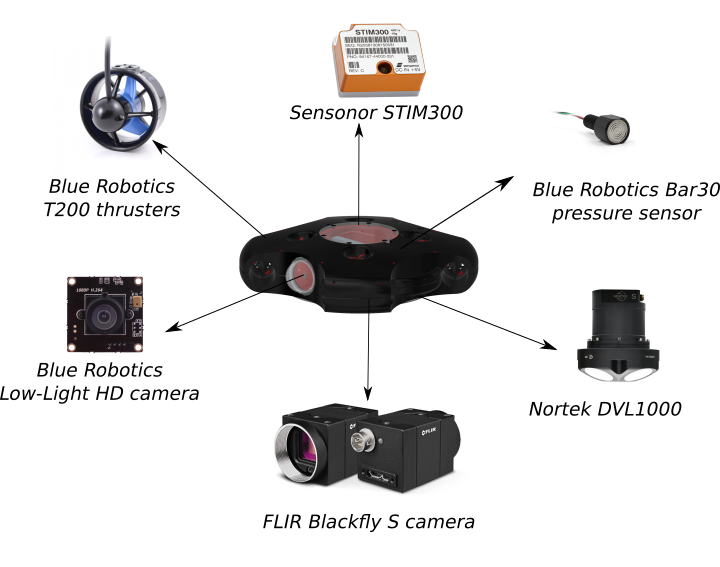 STIM300
REV. C
Sensonor STIM300
Blue Robotics
T200 thrusters
Blue Robotics Bar30
pressure sensor
1080P H.264
Blue Robotics
Low-Light HD camera
Nortek DVL1000
FLIR
FLIR Blackfly S camera